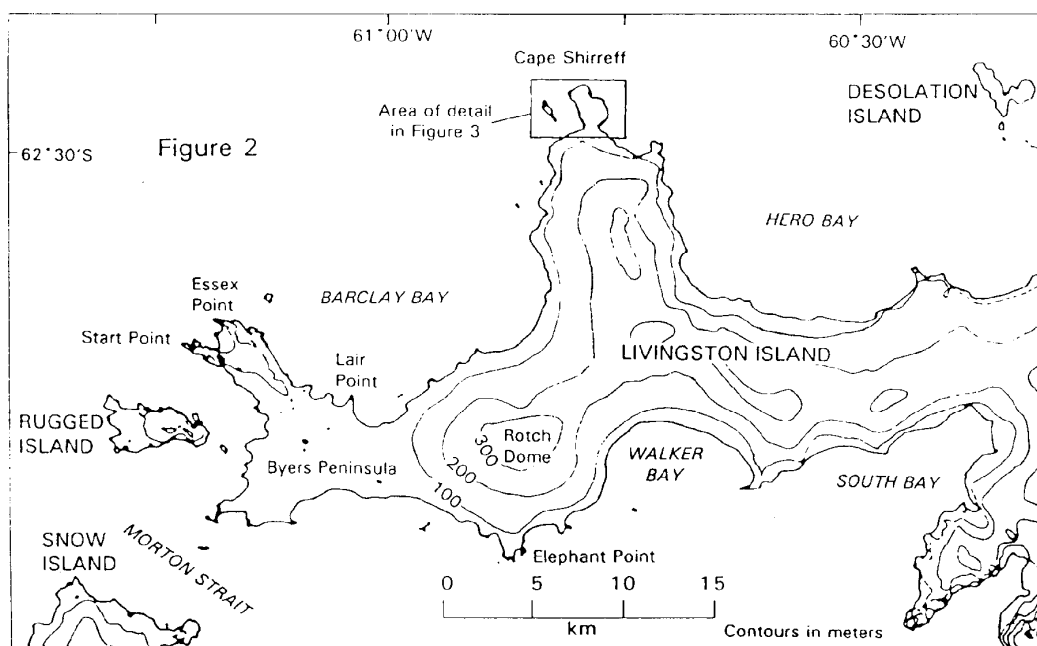 61°00'W
60°30'W
Cape Shirreff
Area of detail
in Figure 3
DESOLATION
ISLAND
62°30'S
Figure 2
HERO BAY
Essex
Point
BARCLAY BAY
Start Point
Lair
Point
LIVINGSTON ISLAND
RUGGED
ISLAND
Rotch
Dome
300
200
100
WALKER
BAY
Byers Peninsula
SOUTH BAY
SNOW
ISLAND
MORTON STRAIT
Elephant Point
0 5 10 15
km
Contours in meters